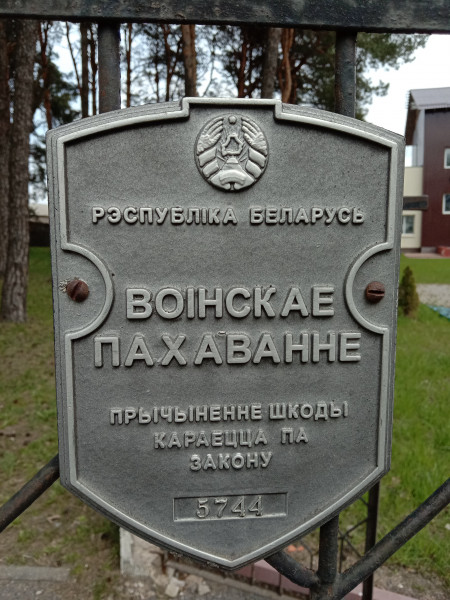 РЭСПУБЛІКА БЕЛАРУСЬ
ВОІНСКАЕ
ПАХАВАННЕ
ПРЫЧЫНЕННЕ ШКОДЫ
КАРАЕЦЦА ПА
ЗАКОНУ
5744